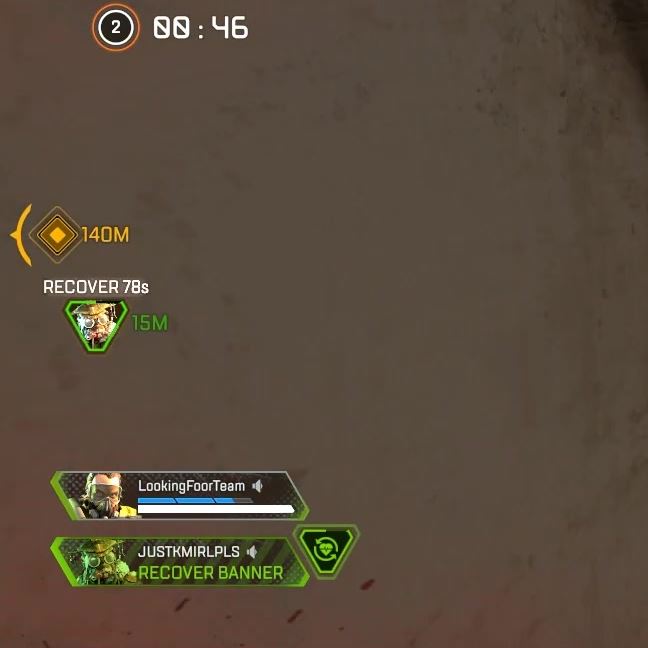 2 00:46
140M
RECOVER 78s
15M
LookingFoorTeam
JUSTKMIRLPLS
RECOVER BANNER